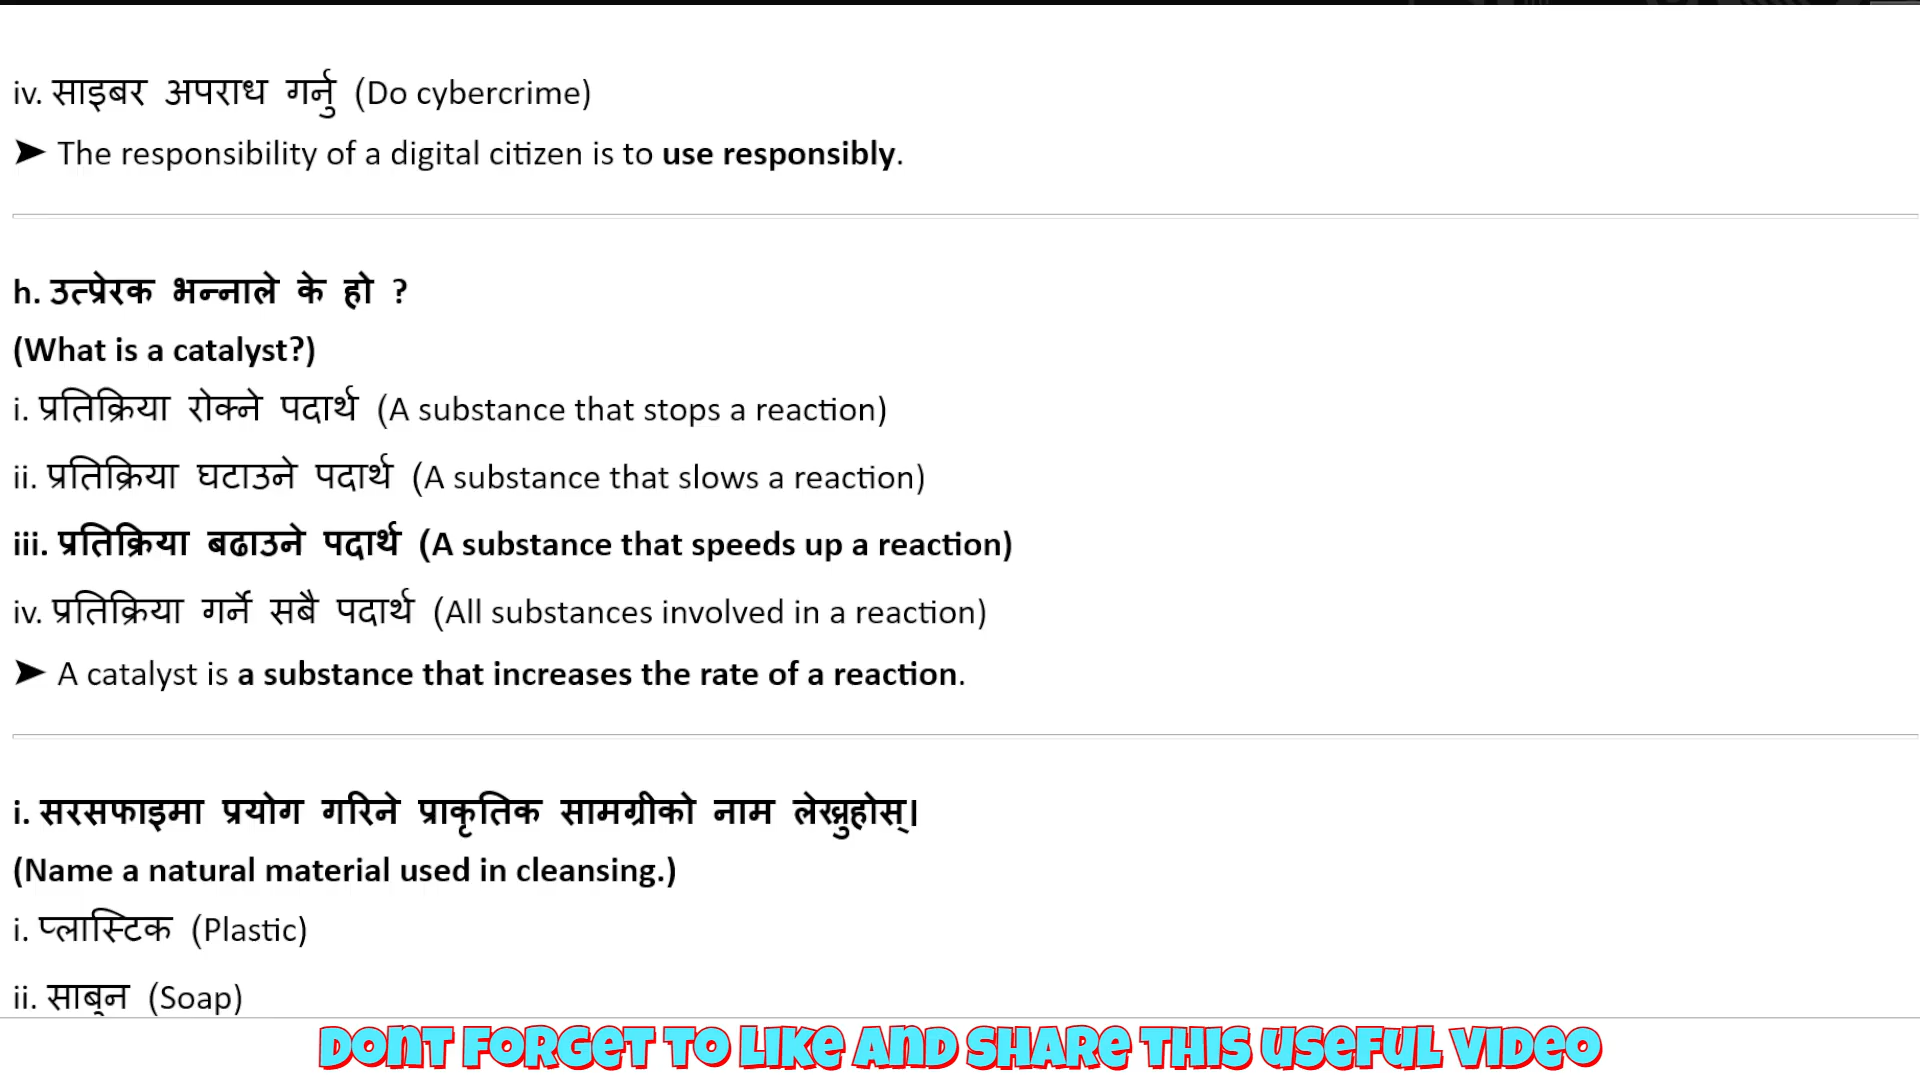 iv. साइबर अपराध गर्नु (Do cybercrime)
➤ The responsibility of a digital citizen is to use responsibly.
h. उत्प्रेरक भन्नाले के हो ?
(What is a catalyst?)
i. प्रतिक्रिया रोक्ने पदार्थ (A substance that stops a reaction)
ii. प्रतिक्रिया घटाउने पदार्थ (A substance that slows a reaction)
iii. प्रतिक्रिया बढाउने पदार्थ (A substance that speeds up a reaction)
iv. प्रतिक्रिया गर्ने सबै पदार्थ (All substances involved in a reaction)
➤ A catalyst is a substance that increases the rate of a reaction.
i. सरसफाइमा प्रयोग गरिने प्राकृतिक सामग्रीको नाम लेख्नुहोस्।
(Name a natural material used in cleansing.)
i. प्लास्टिक (Plastic)
ii. साबुन (Soap)
DONT FORGET TO LIKE AND SHARE THIS USEFUL VIDEO